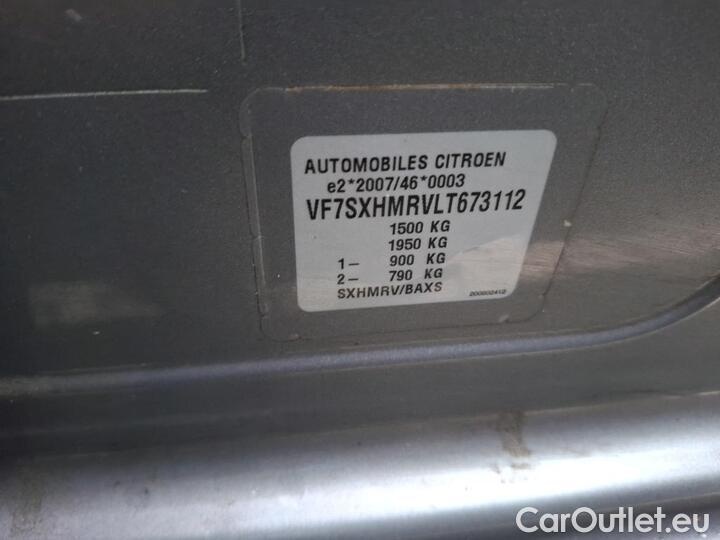 AUTOMOBILES CITROEN
e2*2007/46*0003
VF7SXHMRVLT673112
1500 KG
1950 KG
1- 900 KG
2- 790 KG
SXHMRV/BAXS
CarOutlet.eu